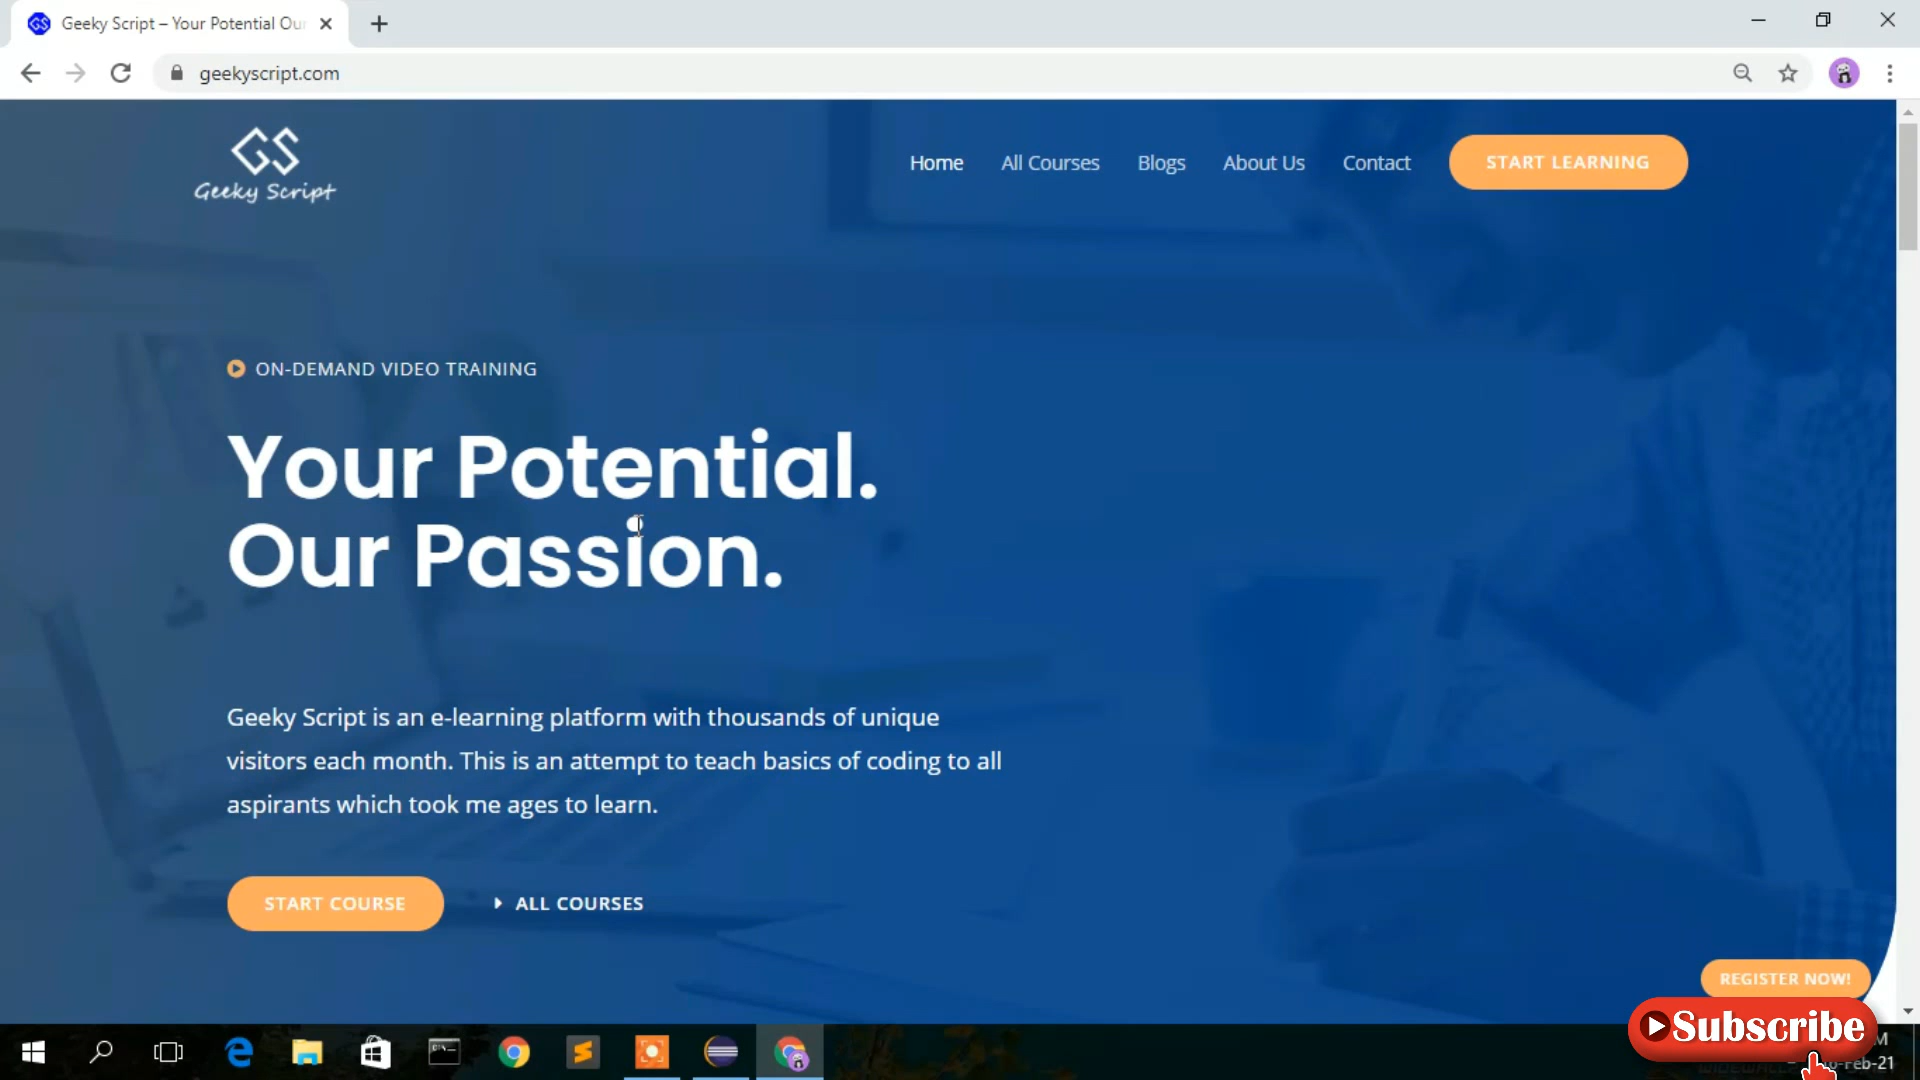 Geeky Script – Your Potential Our
geekyscript.com
GS
Geeky Script
Home
All Courses
Blogs
About Us
Contact
START LEARNING
ON-DEMAND VIDEO TRAINING
Your Potential.
Our Passion.
Geeky Script is an e-learning platform with thousands of unique
visitors each month. This is an attempt to teach basics of coding to all
aspirants which took me ages to learn.
START COURSE
ALL COURSES
REGISTER NOW!
Subscribe
Feb-21